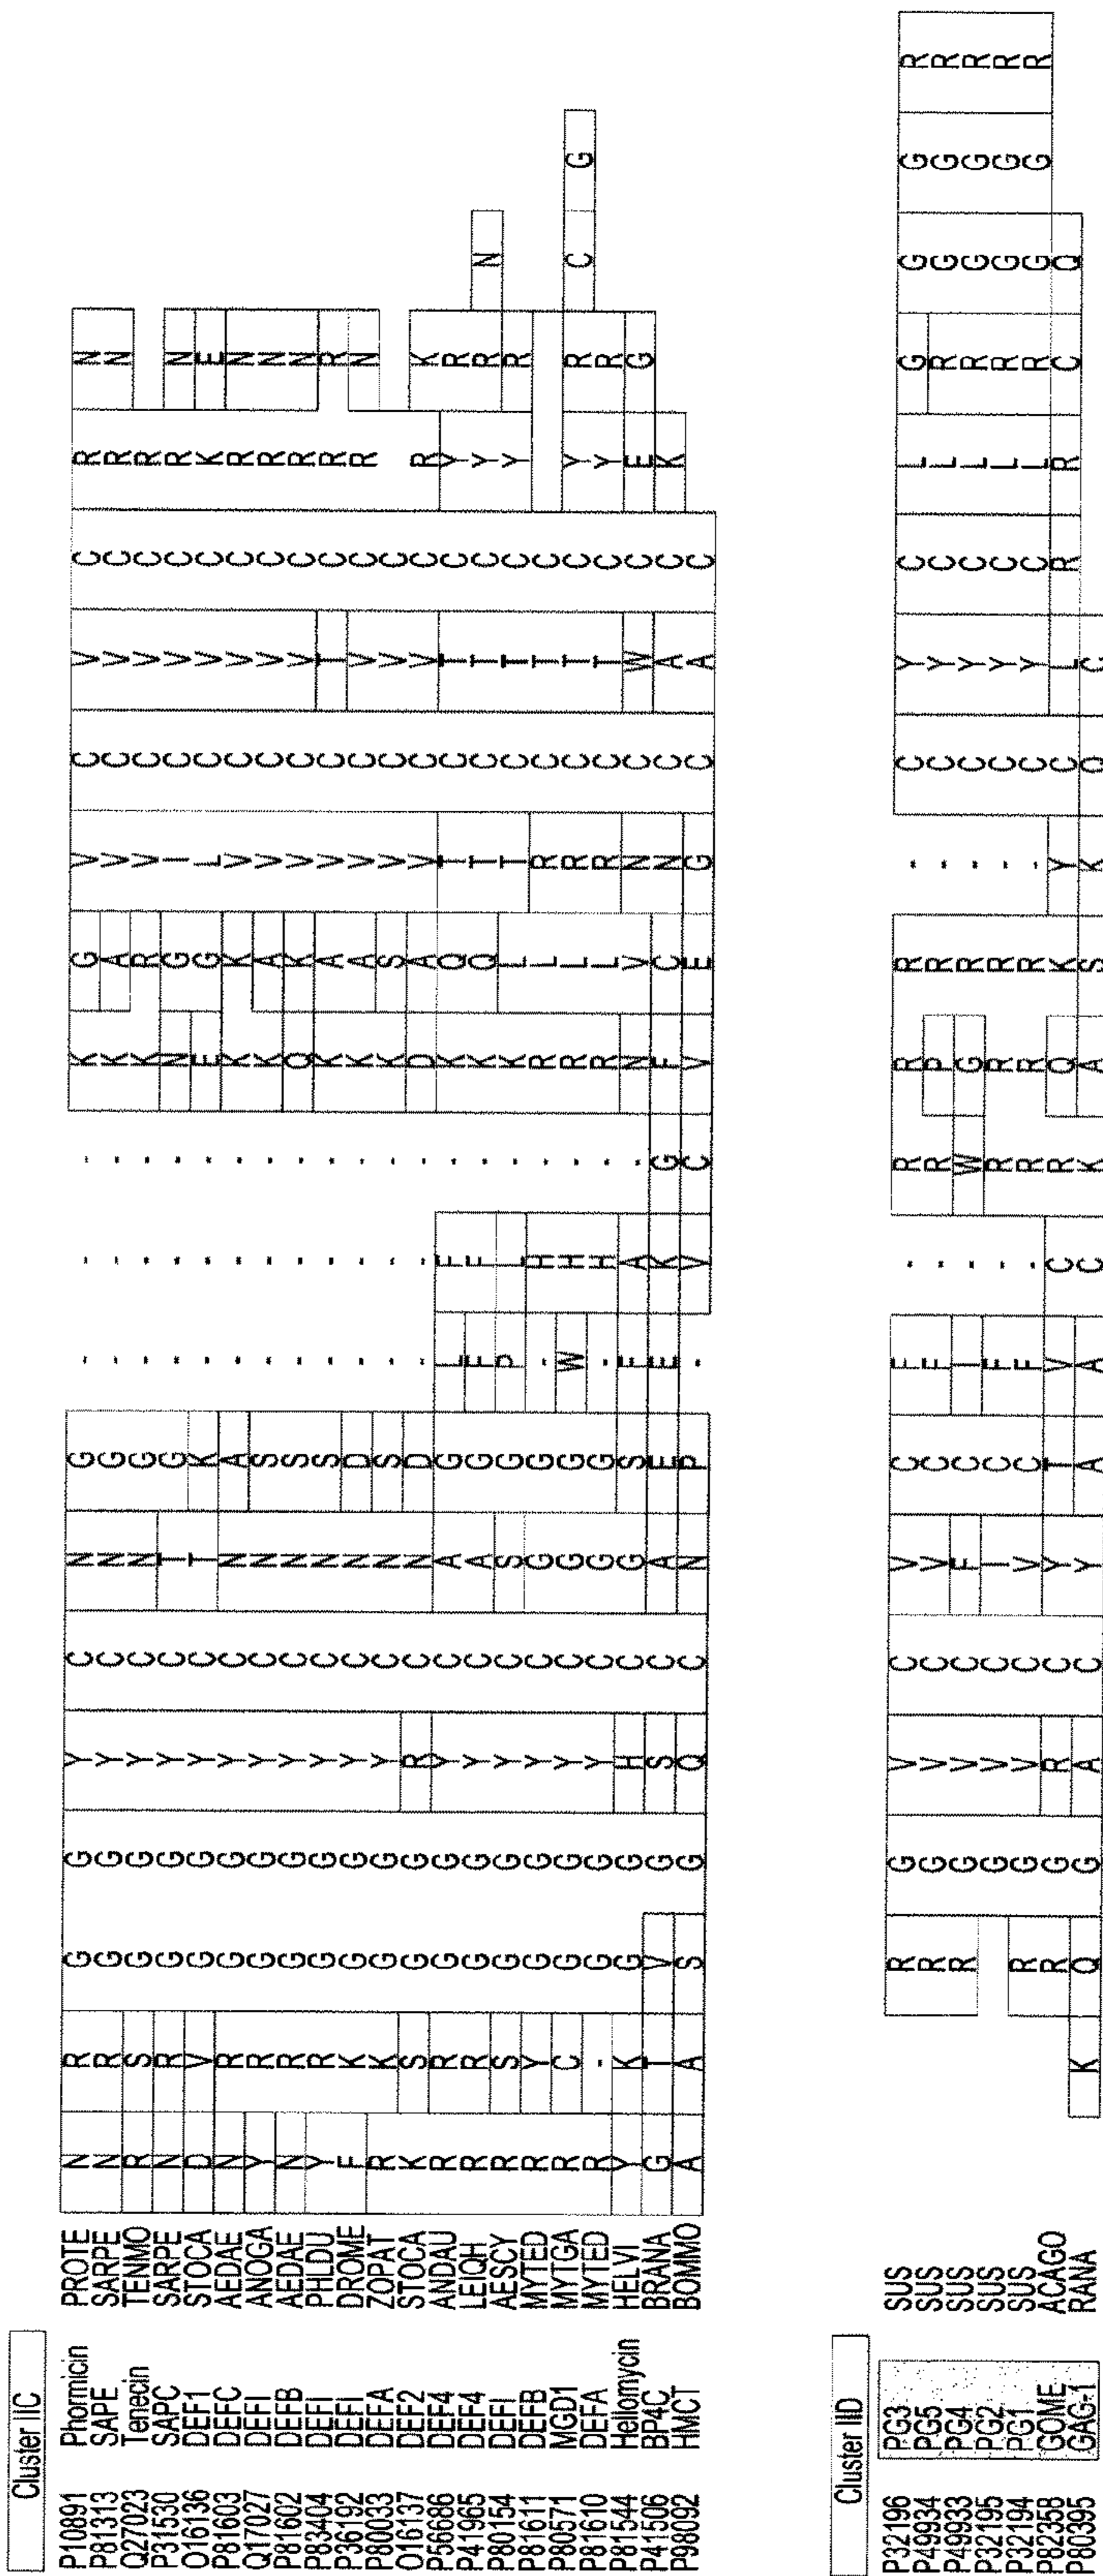 Cluster IIC
P10891 Phormicin PROTE N R G G Y C N G - - - K G V C V C R N
P81313 SAPE SARPE N R G G Y C N G - - - K A V C V C R N
Q27023 Tenecin TENMO R S G G Y C N G - - - K R V C V C R
P31530 SAPC SARPE N R G G Y C T G - - - N G I C V C R N
O16136 DEF1 STOCA D V G G Y C T K - - - E G L C V C K E
P81603 DEFC AEDAE N R G G Y C N A - - - K K V C V C R N
Q17027 DEFI ANOGA Y R G G Y C N S - - - K A V C V C R N
P81602 DEFB AEDAE N R G G Y C N S - - - Q K V C V C R N
P83404 DEFI PHLDU Y R G G Y C N S - - - K A V C T C R R
P36192 DEFI DROME F K G G Y C N D - - - K A V C V C R N
P80033 DEFA ZOPAT R K G G Y C N S - - - K S V C V C
O16137 DEF2 STOCA K S G G R C N D - - - D A V C V C R K
P56686 DEF4 ANDAU R R G G Y C A G L F - K Q T C T C Y R
P41965 DEF4 LEIQH R R G G Y C A G F F - K Q T C T C Y R N
P80154 DEFI AESCY R S G G Y C S G P L - K L T C T C Y R
P81611 DEFB MYTED R Y G G Y C G G - H - R L R C T C
P80571 MGD1 MYTGA R C G G Y C G G W H - R L R C T C Y R C G
P81610 DEFA MYTED R - G G Y C G G - H - R L R C T C Y R
P81544 Heliomycin HELVI Y K G G H C G S F A - N V N C W C E G
P41506 BP4C BRANA G T V G S C A E E K G F C N C A C K
P98092 HMCT BOMMO A A S G Q C N P - V C V E G C A C
Cluster IID
P32196 PG3 SUS R G V C V C F - R R R - C Y C L G G G R
P49934 PG5 SUS R G V C V C F - R P R - C Y C L R G G R
P49933 PG4 SUS R G V C F C I - W G R - C Y C L R G G R
P32195 PG2 SUS G V C I C F - R R R - C Y C L R G G R
P32194 PG1 SUS R G V C V C F - R R R - C Y C L R G G R
P82358 GOME ACAGO R G R C Y T V C R Q K Y C L R R C Q
P80395 GAG-1 RANA K Q G A C Y A A C K A S K Q C